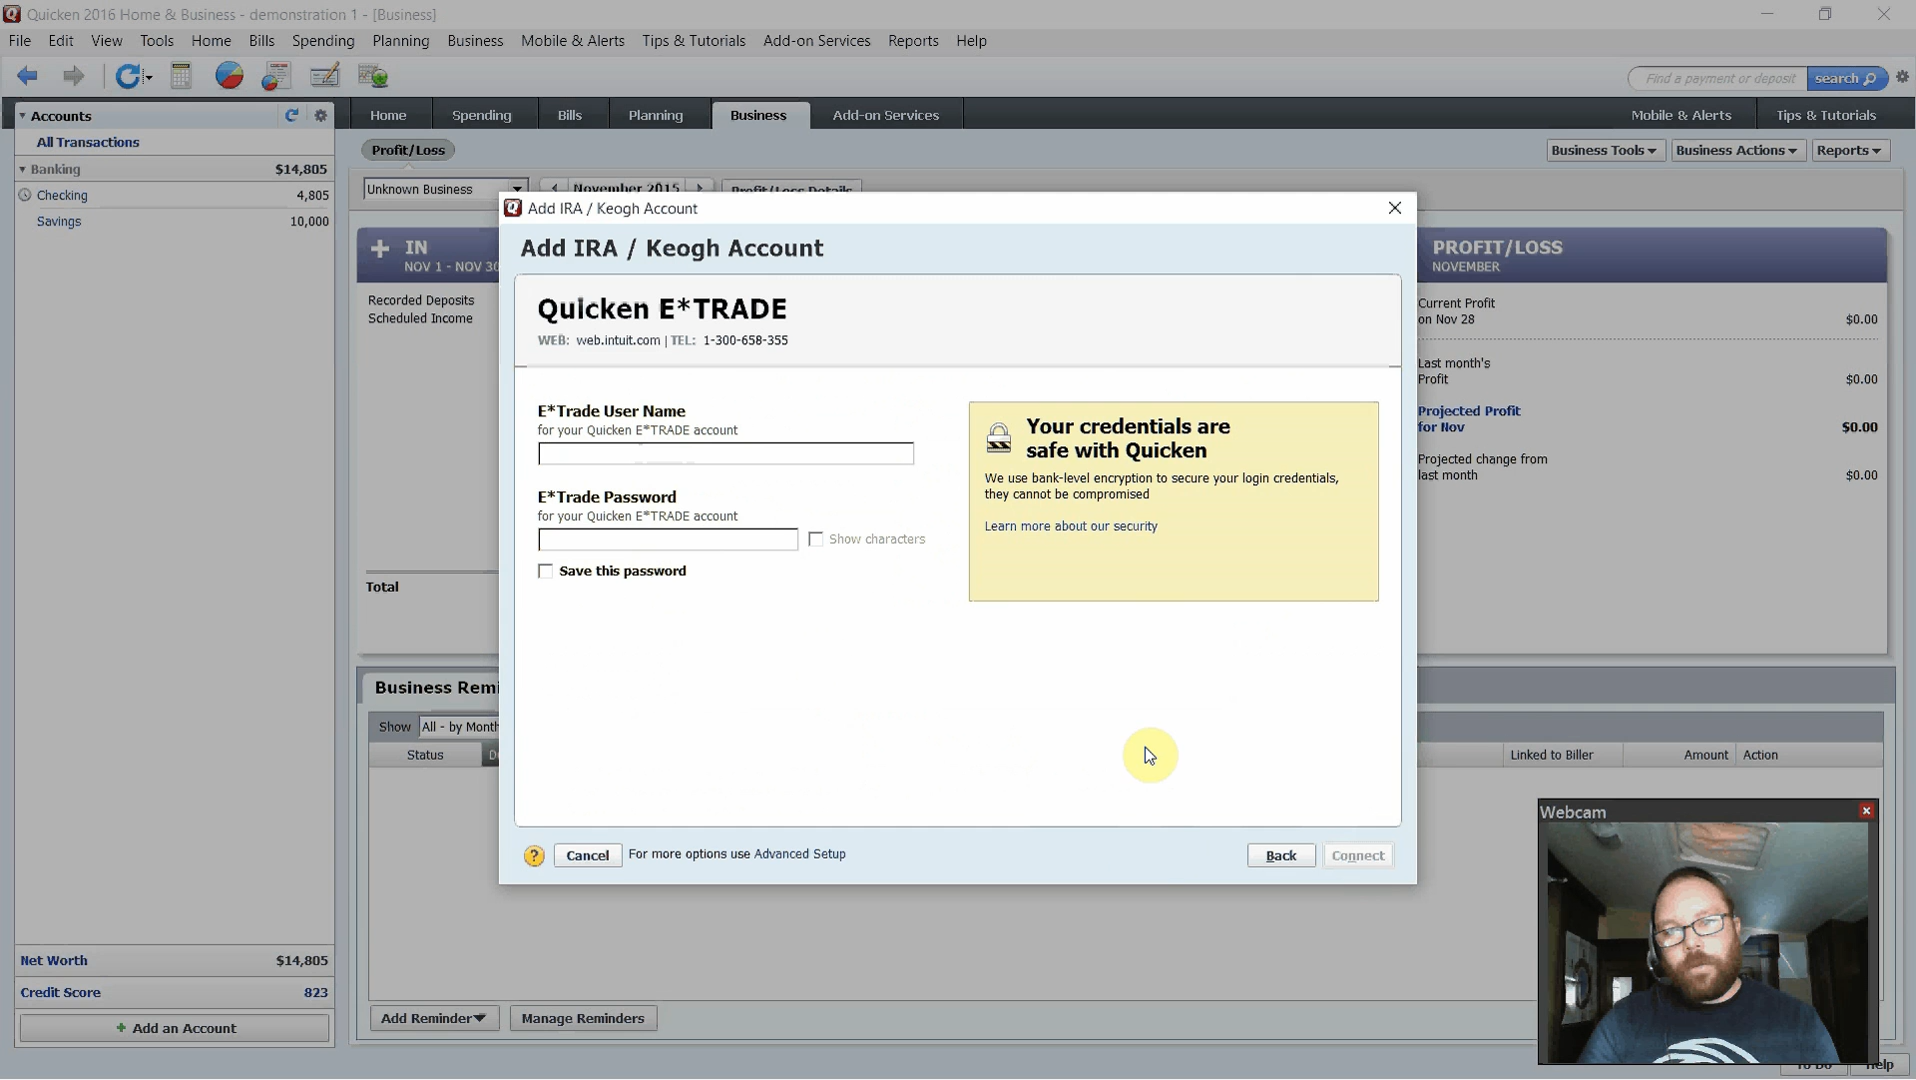 Quicken 2016 Home & Business - demonstration 1 - [Business]
File Edit View Tools Home Bills Spending Planning Business Mobile & Alerts Tips & Tutorials Add-on Services Reports Help
Find a payment or deposit search
Accounts
Home Spending Bills Planning Business Add-on Services Mobile & Alerts Tips & Tutorials
All Transactions
Profit/Loss Business Tools Business Actions Reports
Banking $14,805
Checking 4,805
Savings 10,000
Unknown Business November 2015 Profit/Loss Details
Add IRA / Keogh Account
Add IRA / Keogh Account
IN
NOV 1 - NOV 30
Recorded Deposits
Scheduled Income
Total
Quicken E*TRADE
WEB: web.intuit.com | TEL: 1-300-658-355
E*Trade User Name
for your Quicken E*TRADE account
E*Trade Password
for your Quicken E*TRADE account
Show characters
Save this password
Your credentials are
safe with Quicken
We use bank-level encryption to secure your login credentials,
they cannot be compromised
Learn more about our security
? Cancel For more options use Advanced Setup Back Connect
PROFIT/LOSS
NOVEMBER
Current Profit
on Nov 28 $0.00
Last month's
Profit $0.00
Projected Profit
for Nov $0.00
Projected change from
last month $0.00
Business Remi
Show All - by Month
Status Linked to Biller Amount Action
Webcam
Net Worth $14,805
Credit Score 823
Add an Account
Add Reminder Manage Reminders
To Do Help